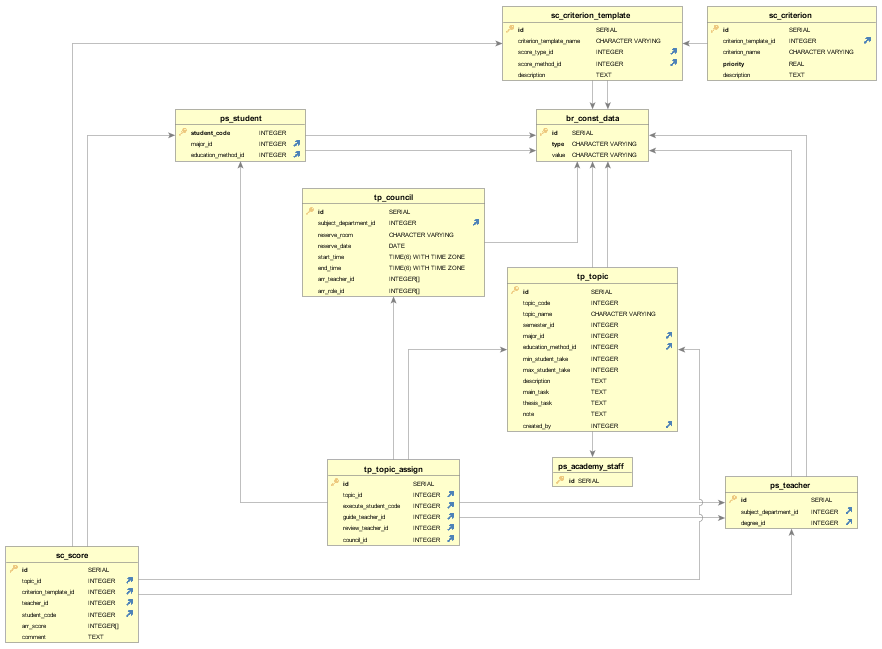 sc_criterion_template
id SERIAL
criterion_template_name CHARACTER VARYING
score_type_id INTEGER
score_method_id INTEGER
description TEXT
sc_criterion
id SERIAL
criterion_template_id INTEGER
criterion_name CHARACTER VARYING
priority REAL
description TEXT
ps_student
student_code INTEGER
major_id INTEGER
education_method_id INTEGER
br_const_data
id SERIAL
type CHARACTER VARYING
value CHARACTER VARYING
tp_council
id SERIAL
subject_department_id INTEGER
reserve_room CHARACTER VARYING
reserve_date DATE
start_time TIME(6) WITH TIME ZONE
end_time TIME(6) WITH TIME ZONE
arr_teacher_id INTEGER[]
arr_role_id INTEGER[]
tp_topic
id SERIAL
topic_code INTEGER
topic_name CHARACTER VARYING
semester_id INTEGER
major_id INTEGER
education_method_id INTEGER
min_student_take INTEGER
max_student_take INTEGER
description TEXT
main_task TEXT
thesis_task TEXT
note TEXT
created_by INTEGER
tp_topic_assign
id SERIAL
topic_id INTEGER
execute_student_code INTEGER
guide_teacher_id INTEGER
review_teacher_id INTEGER
council_id INTEGER
ps_academy_staff
id SERIAL
ps_teacher
id SERIAL
subject_department_id INTEGER
degree_id INTEGER
sc_score
id SERIAL
topic_id INTEGER
criterion_template_id INTEGER
teacher_id INTEGER
student_code INTEGER
arr_score INTEGER[]
comment TEXT